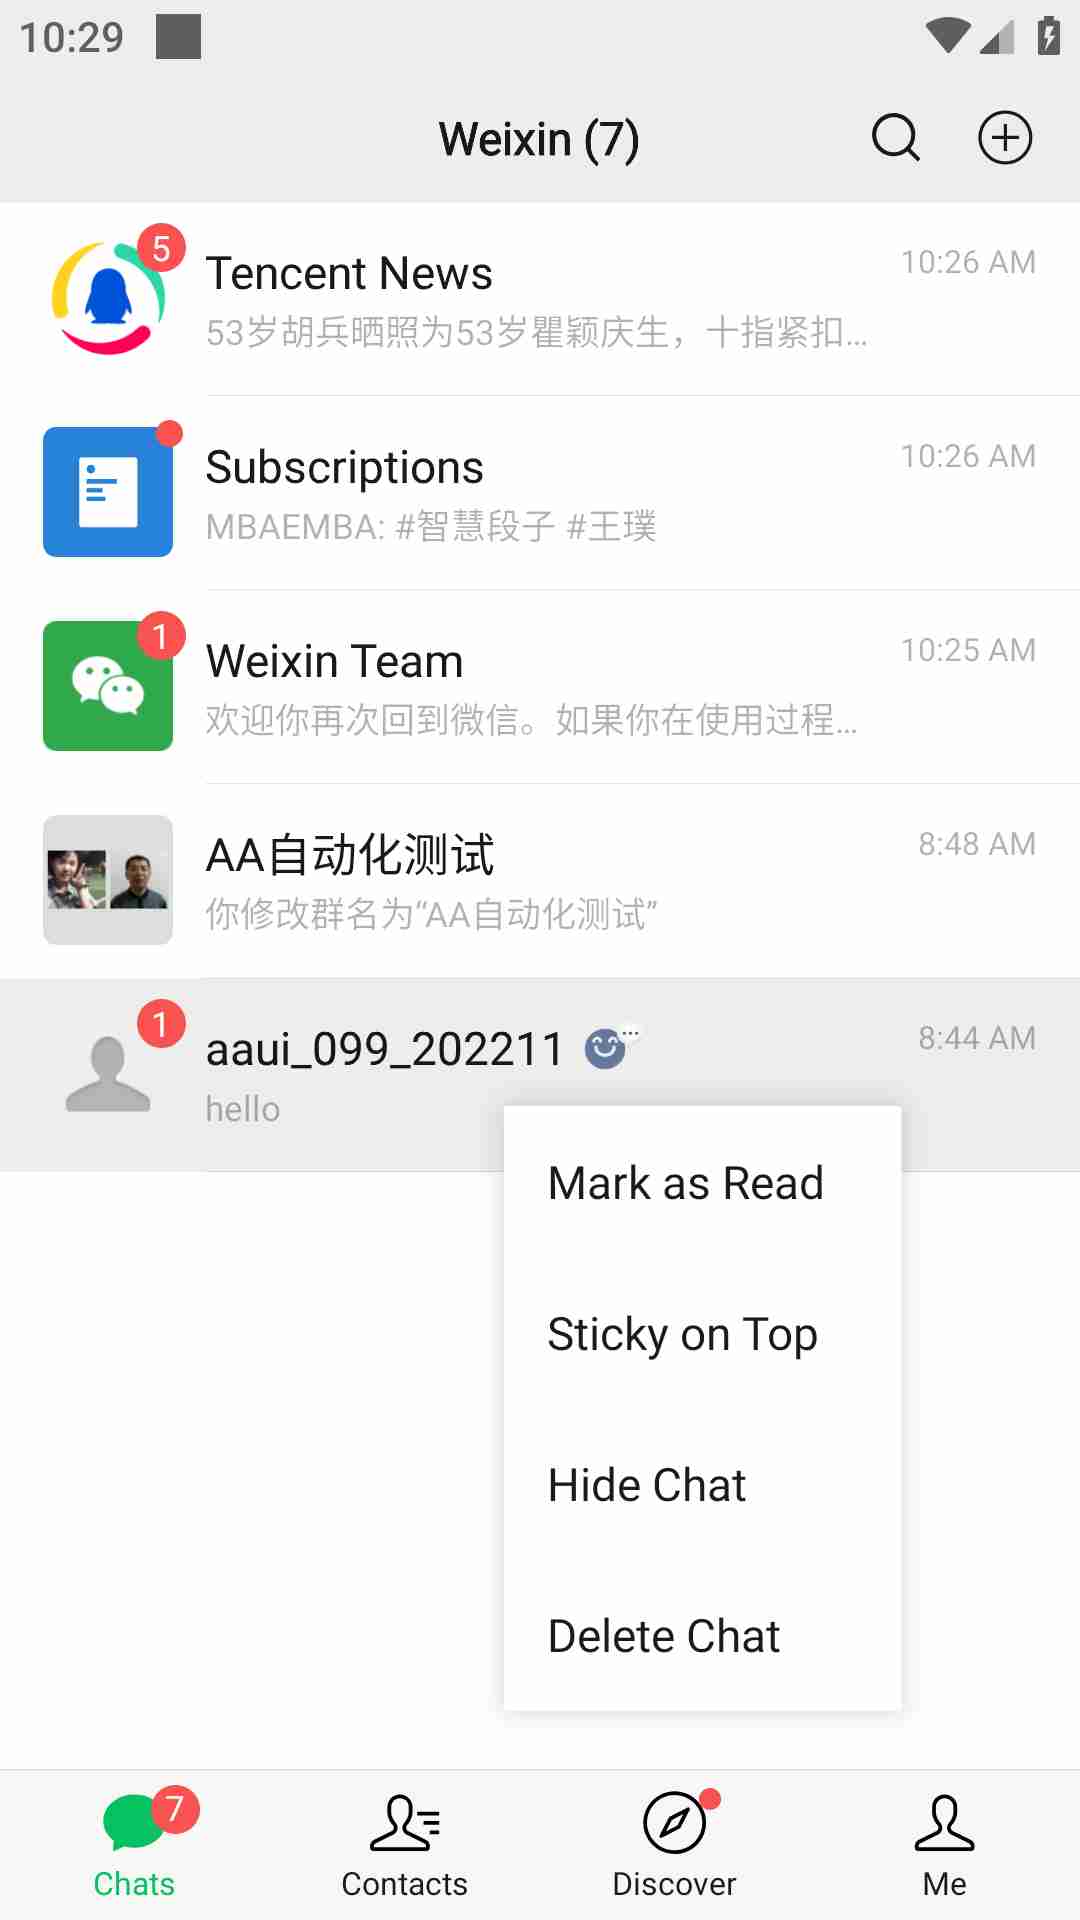 10:29
Weixin (7)
5
Tencent News
10:26 AM
53岁胡兵晒照为53岁瞿颖庆生，十指紧扣...
Subscriptions
10:26 AM
MBAEMBA: #智慧段子 #王璞
1
Weixin Team
10:25 AM
欢迎你再次回到微信。如果你在使用过程...
AA自动化测试
8:48 AM
你修改群名为“AA自动化测试”
1
aaui_099_202211
8:44 AM
hello
Mark as Read
Sticky on Top
Hide Chat
Delete Chat
7
Chats
Contacts
Discover
Me